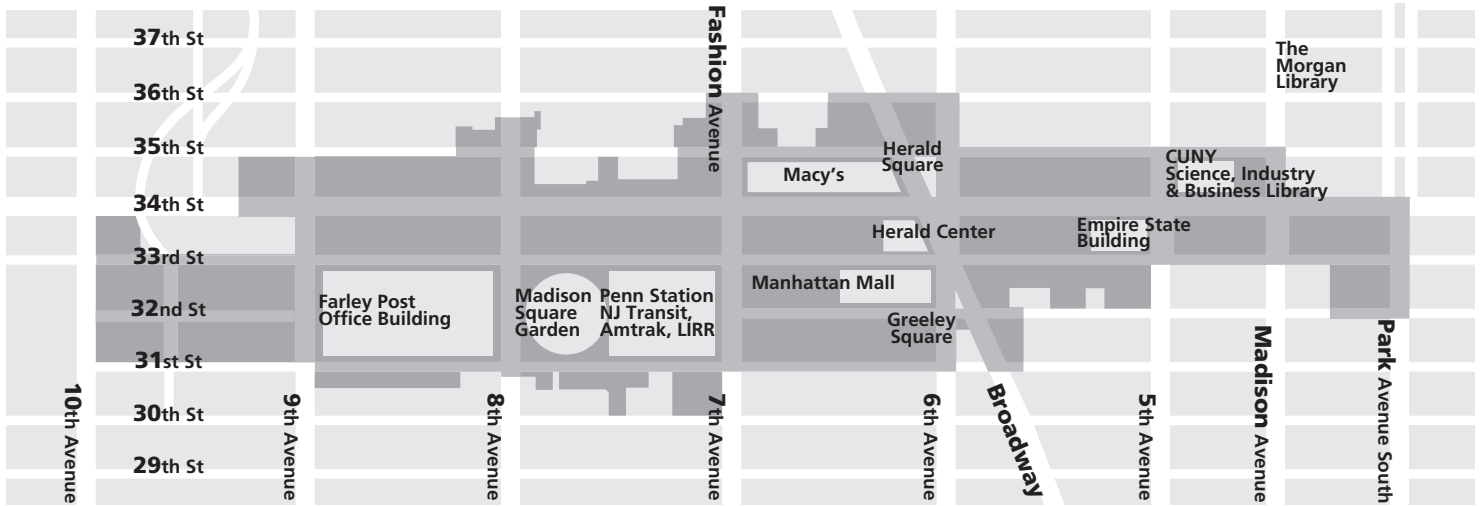 37th St
36th St
35th St
34th St
33rd St
32nd St
31st St
30th St
29th St
Fashion Avenue
The
Morgan
Library
Herald
Square
Macy's
CUNY
Science, Industry
& Business Library
Herald Center
Empire State
Building
Manhattan Mall
Farley Post
Office Building
Madison
Square
Garden
Penn Station
NJ Transit,
Amtrak, LIRR
Greeley
Square
10th Avenue
9th Avenue
8th Avenue
7th Avenue
6th Avenue
Broadway
5th Avenue
Madison Avenue
Park Avenue South